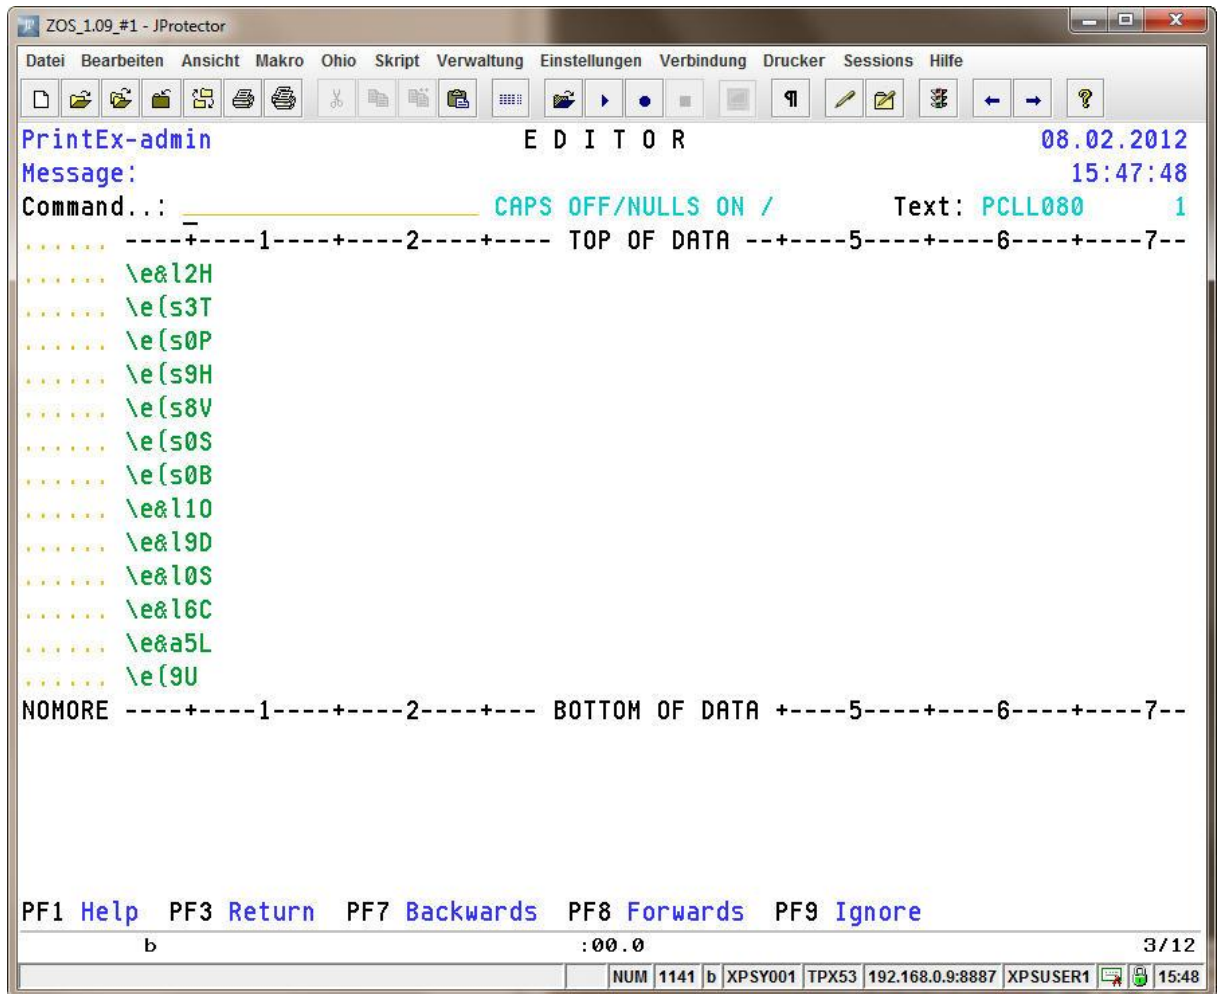 ZOS_1.09_#1 - JProtector
Datei Bearbeiten Ansicht Makro Ohio Skript Verwaltung Einstellungen Verbindung Drucker Sessions Hilfe
PrintEx-admin E D I T O R 08.02.2012
Message: 15:47:48
Command..: _ CAPS OFF/NULLS ON / Text: PCLL080 1
...... ----+----1----+----2----+---- TOP OF DATA --+----5----+----6----+----7--
...... \e&l2H
...... \e(s3T
...... \e(s0P
...... \e(s9H
...... \e(s8V
...... \e(s0S
...... \e(s0B
...... \e&l1O
...... \e&l9D
...... \e&l0S
...... \e&l6C
...... \e&a5L
...... \e(9U
NOMORE ----+----1----+----2----+--- BOTTOM OF DATA +----5----+----6----+----7--
PF1 Help PF3 Return PF7 Backwards PF8 Forwards PF9 Ignore
b :00.0 3/12
NUM 1141 b XPSY001 TPX53 192.168.0.9:8887 XPSUSER1 15:48